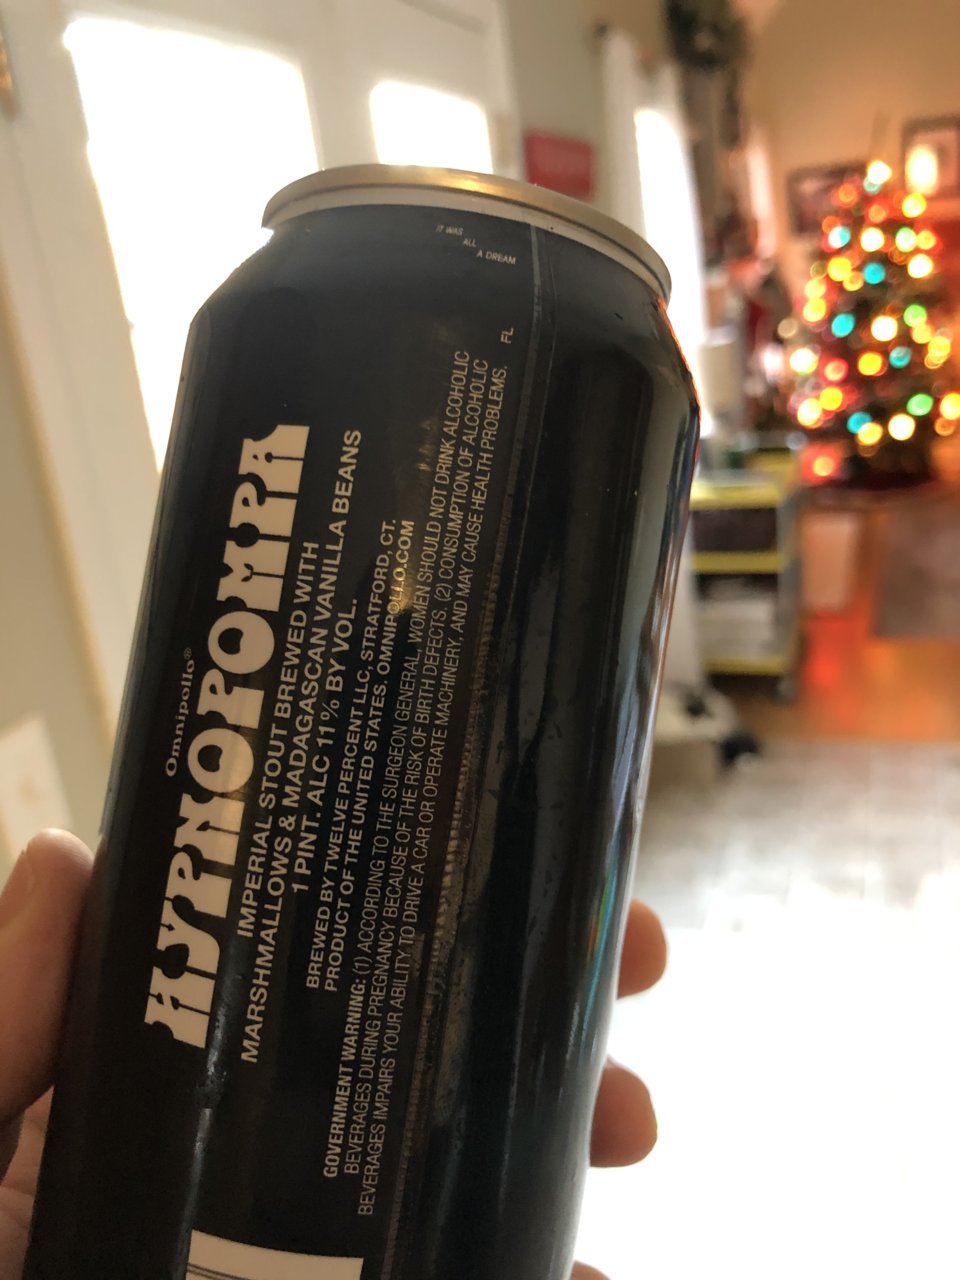 IT WAS
ALL
A DREAM
Omnipollo®
HYPNOPOMPA
IMPERIAL STOUT BREWED WITH
MARSHMALLOWS & MADAGASCAN VANILLA BEANS
1 PINT. ALC 11% BY VOL.
BREWED BY TWELVE PERCENT LLC, STRATFORD, CT.
PRODUCT OF THE UNITED STATES. OMNIPOLLO.COM
GOVERNMENT WARNING: (1) ACCORDING TO THE SURGEON GENERAL, WOMEN SHOULD NOT DRINK ALCOHOLIC
BEVERAGES DURING PREGNANCY BECAUSE OF THE RISK OF BIRTH DEFECTS. (2) CONSUMPTION OF ALCOHOLIC
BEVERAGES IMPAIRS YOUR ABILITY TO DRIVE A CAR OR OPERATE MACHINERY, AND MAY CAUSE HEALTH PROBLEMS. FL